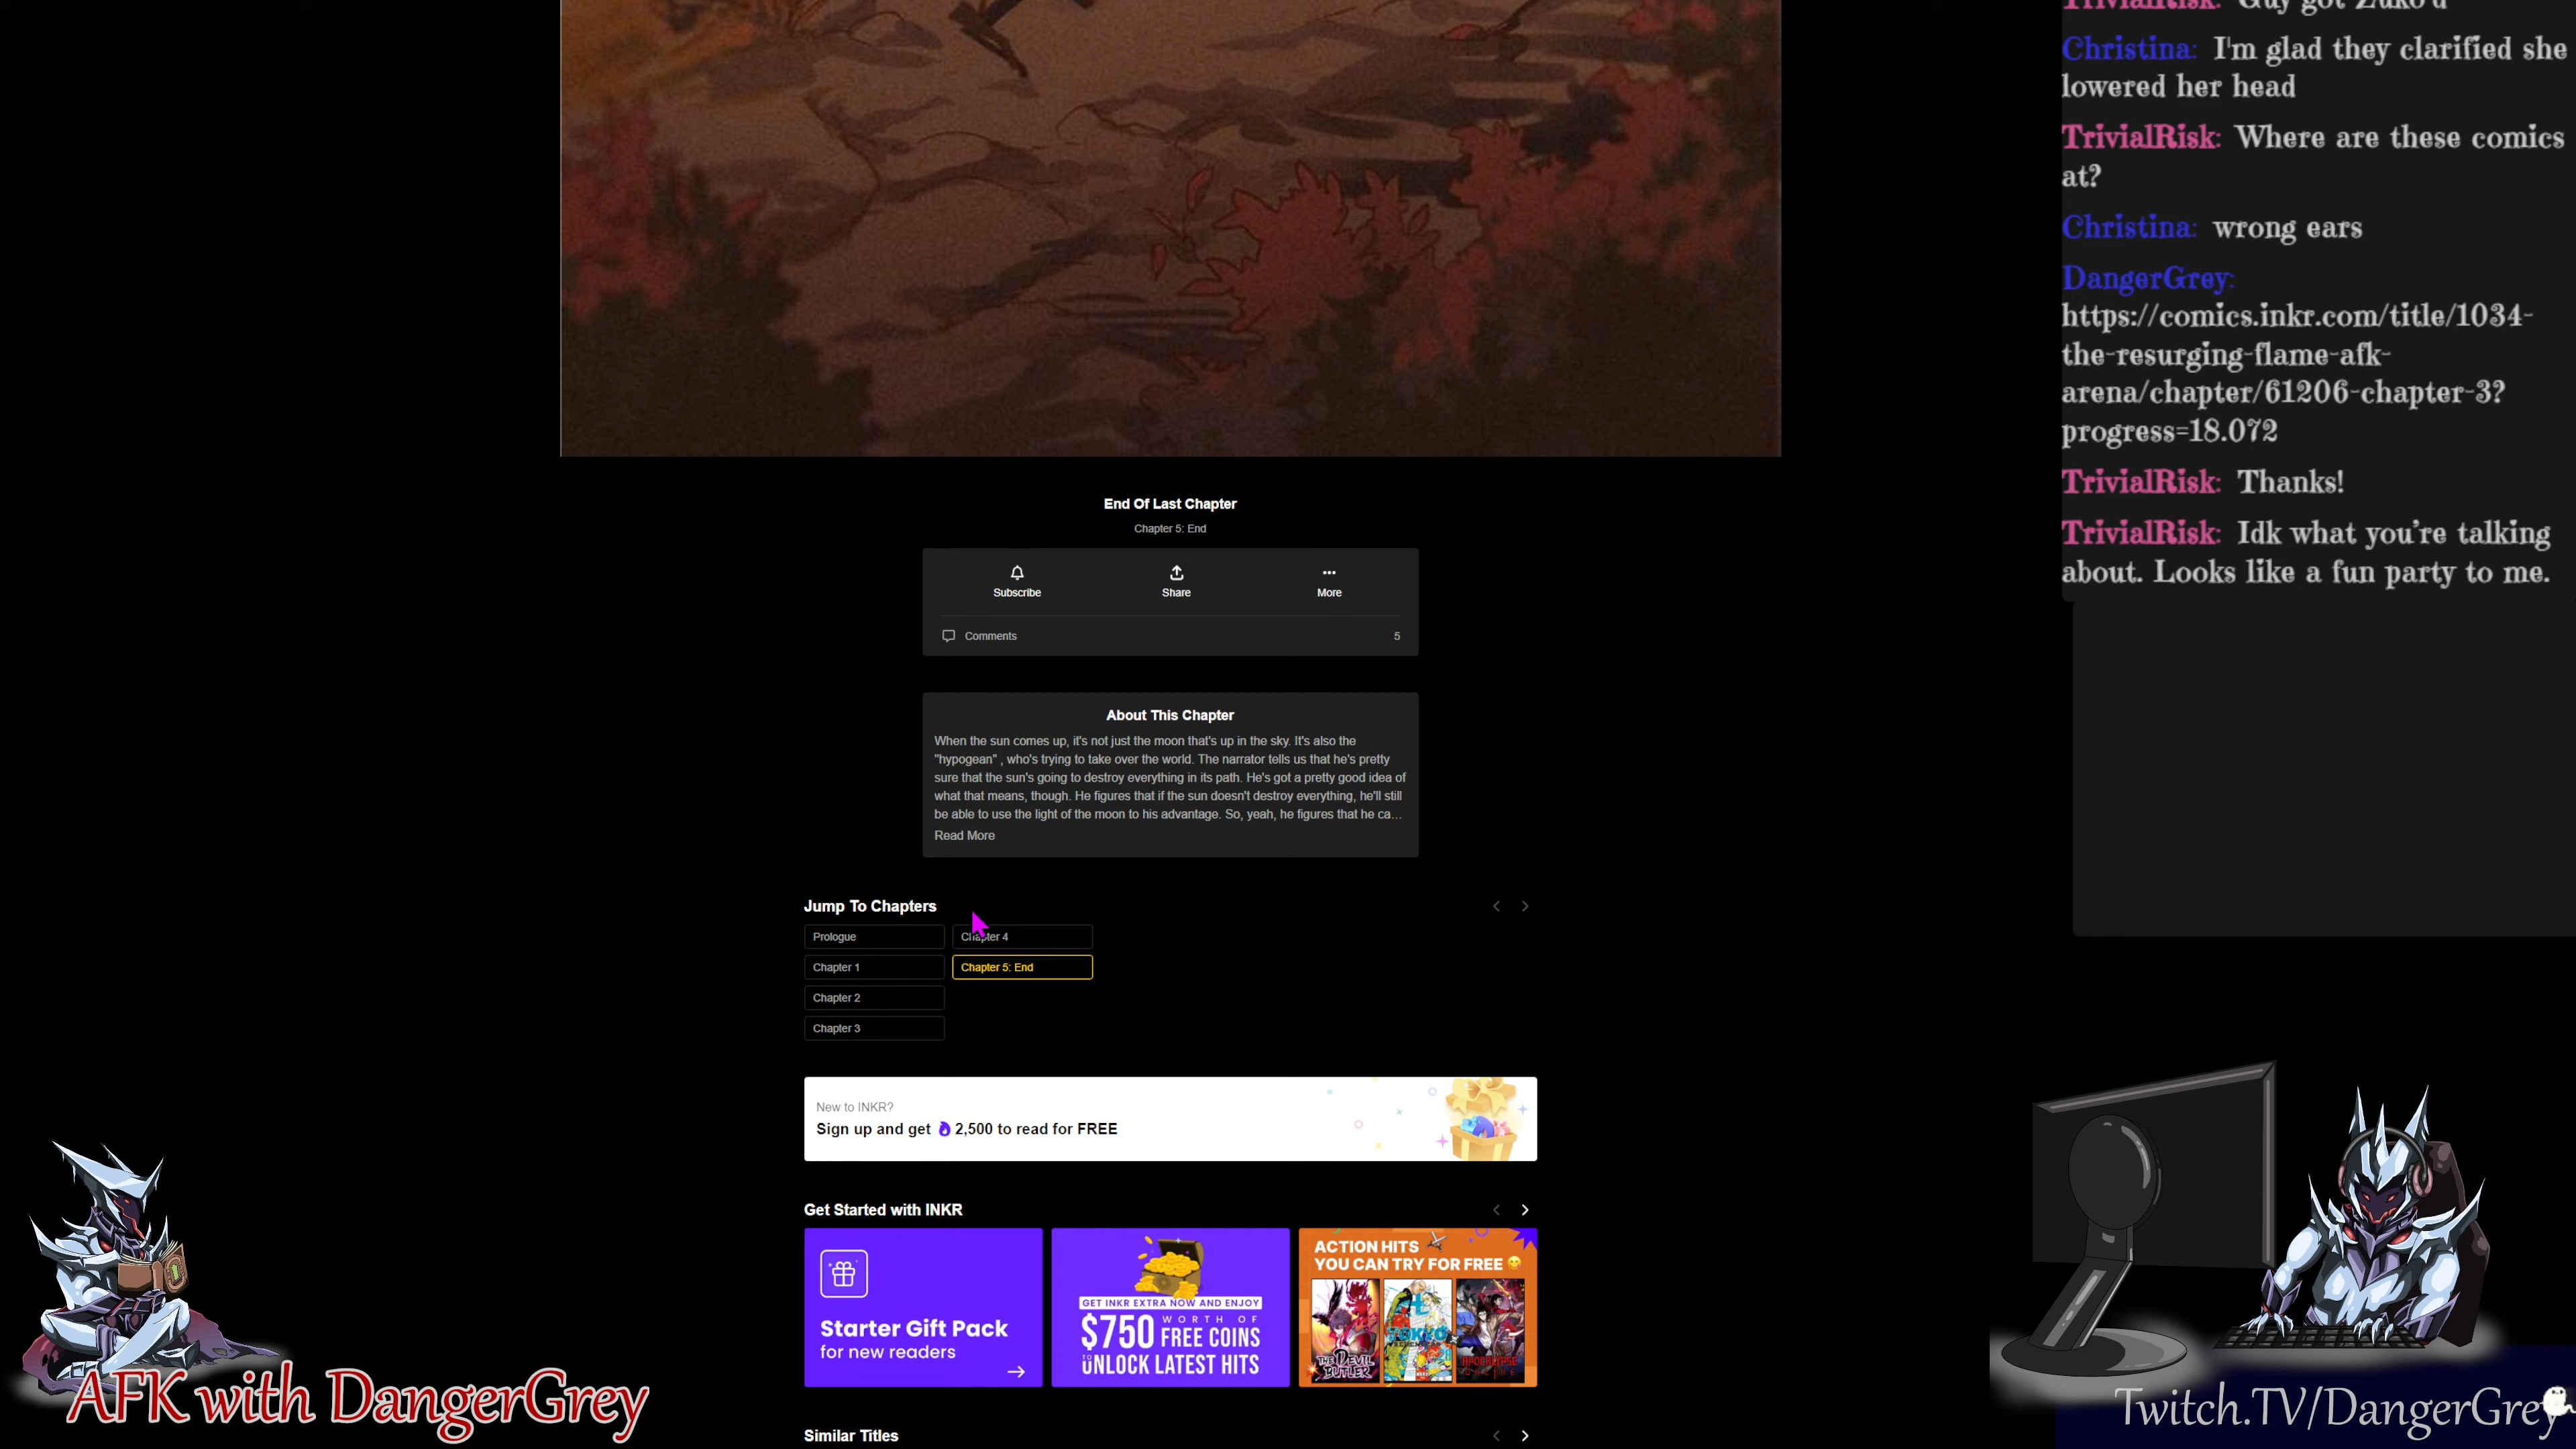 TrivialRisk: Guy got Zuko'd
Christina: I'm glad they clarified she
lowered her head
TrivialRisk: Where are these comics
at?
Christina: wrong ears
DangerGrey:
https://comics.inkr.com/title/1034-
the-resurging-flame-afk-
arena/chapter/61206-chapter-3?
progress=18.072
TrivialRisk: Thanks!
TrivialRisk: Idk what you're talking
about. Looks like a fun party to me.
End Of Last Chapter
Chapter 5: End
Subscribe
Share
More
Comments
5
About This Chapter
When the sun comes up, it's not just the moon that's up in the sky. It's also the
"hypogean" , who's trying to take over the world. The narrator tells us that he's pretty
sure that the sun's going to destroy everything in its path. He's got a pretty good idea of
what that means, though. He figures that if the sun doesn't destroy everything, he'll still
be able to use the light of the moon to his advantage. So, yeah, he figures that he ca...
Read More
Jump To Chapters
Prologue
Chapter 4
Chapter 1
Chapter 5: End
Chapter 2
Chapter 3
New to INKR?
Sign up and get 2,500 to read for FREE
Get Started with INKR
Starter Gift Pack
for new readers
GET INKR EXTRA NOW AND ENJOY
$750 WORTH OF
FREE COINS
TO UNLOCK LATEST HITS
ACTION HITS
YOU CAN TRY FOR FREE
THE DEVIL
BUTLER
TOKYO
APOCALYPSE
Similar Titles
AFK with DangerGrey
Twitch.TV/DangerGrey